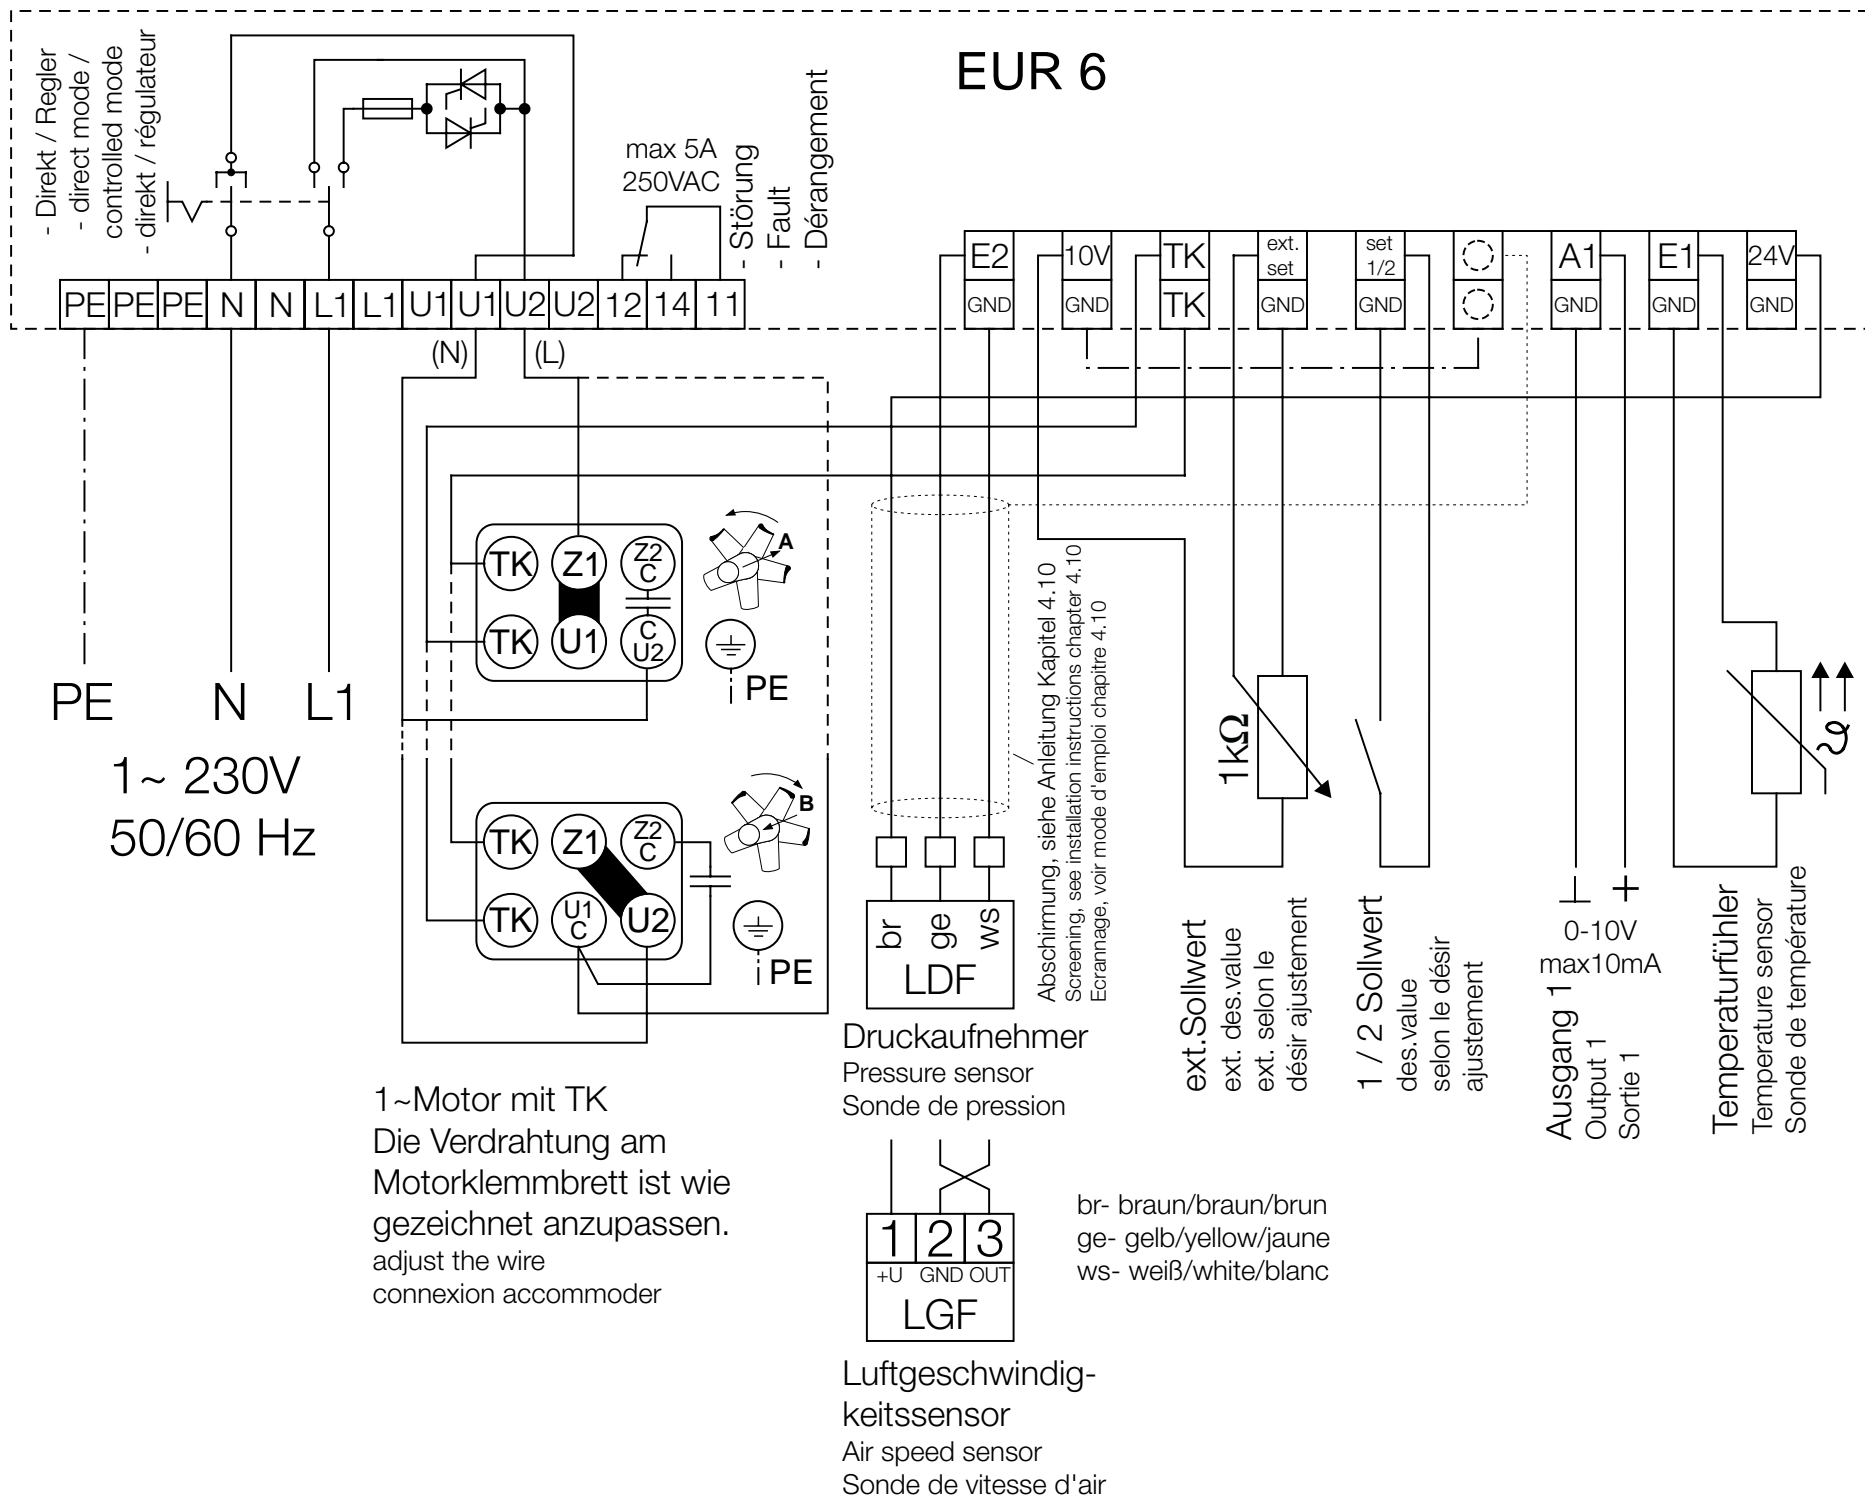 EUR 6
- Direkt / Regler
- direct mode /
controlled mode
- direkt / régulateur
max 5A
250VAC
- Störung
- Fault
- Dérangement
PE PE PE N N L1 L1 U1 U1 U2 U2 12 14 11
(N) (L)
E2 10V TK ext. set set 1/2 A1 E1 24V
GND GND TK GND GND GND GND GND
TK Z1 Z2 C
TK U1 C U2
A
PE
PE N L1
1~ 230V
50/60 Hz
TK Z1 Z2 C
TK U1 C U2
B
PE
1~Motor mit TK
Die Verdrahtung am
Motorklemmbrett ist wie
gezeichnet anzupassen.
adjust the wire
connexion accommoder
Abschirmung, siehe Anleitung Kapitel 4.10
Screening, see installation instructions chapter 4.10
Ecrannage, voir mode d'emploi chapitre 4.10
br ge ws
LDF
Druckaufnehmer
Pressure sensor
Sonde de pression
1 2 3
+U GND OUT
LGF
Luftgeschwindig-
keitssensor
Air speed sensor
Sonde de vitesse d'air
br- braun/braun/brun
ge- gelb/yellow/jaune
ws- weiß/white/blanc
1kΩ
ext.Sollwert
ext. des.value
ext. selon le
désir ajustement
1 / 2 Sollwert
des.value
selon le désir
ajustement
⊥ +
0-10V
max10mA
Ausgang 1
Output 1
Sortie 1
Temperaturfühler
Temperature sensor
Sonde de température